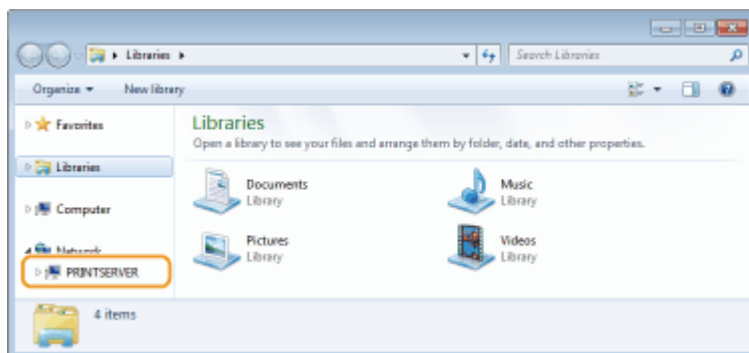 Libraries
Search Libraries
Organize
New library
Favorites
Libraries
Computer
Network
PRINTSERVER
Libraries
Open a library to see your files and arrange them by folder, date, and other properties.
Documents
Library
Music
Library
Pictures
Library
Videos
Library
4 items